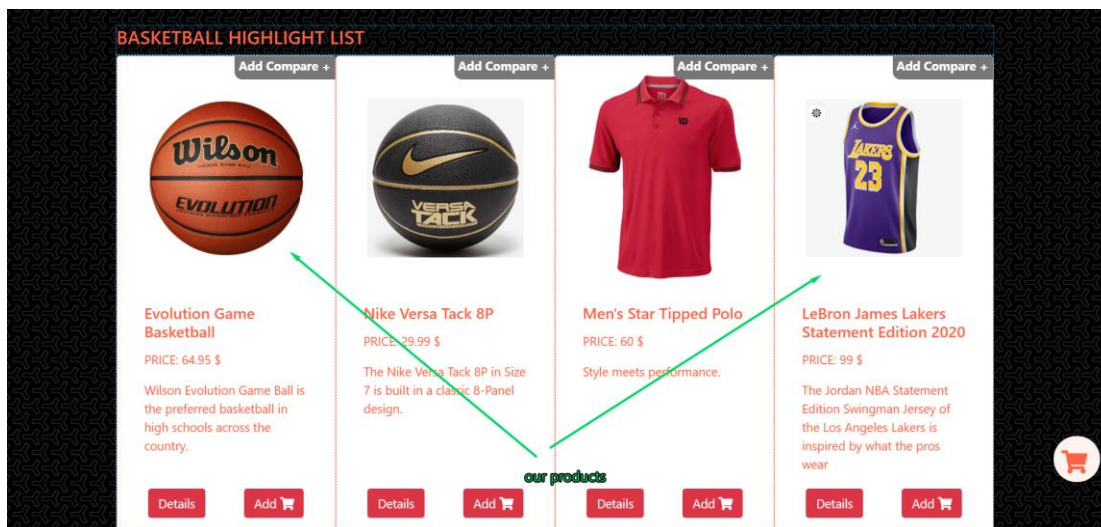 BASKETBALL HIGHLIGHT LIST
Add Compare +
Wilson
EVOLUTION
Evolution Game
Basketball
PRICE: 64.95 $
Wilson Evolution Game Ball is
the preferred basketball in
high schools across the
country.
Details
Add
Add Compare +
VERSA
TACK
Nike Versa Tack 8P
PRICE: 29.99 $
The Nike Versa Tack 8P in Size
7 is built in a classic 8-Panel
design.
Details
Add
Add Compare +
W
Men's Star Tipped Polo
PRICE: 60 $
Style meets performance.
Details
Add
Add Compare +
LAKERS
23
LeBron James Lakers
Statement Edition 2020
PRICE: 99 $
The Jordan NBA Statement
Edition Swingman Jersey of
the Los Angeles Lakers is
inspired by what the pros
wear
Details
Add
our products